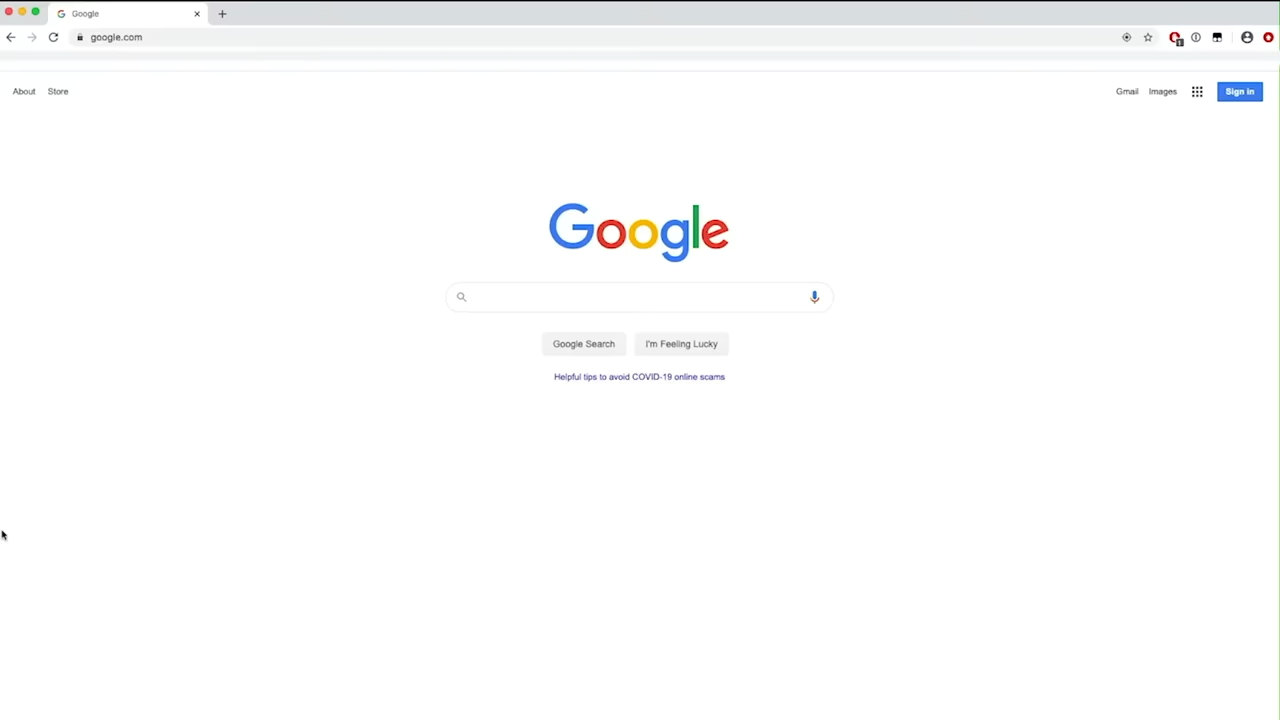 Google
google.com
1
About Store Gmail Images Sign in
Google
Google Search I'm Feeling Lucky
Helpful tips to avoid COVID-19 online scams